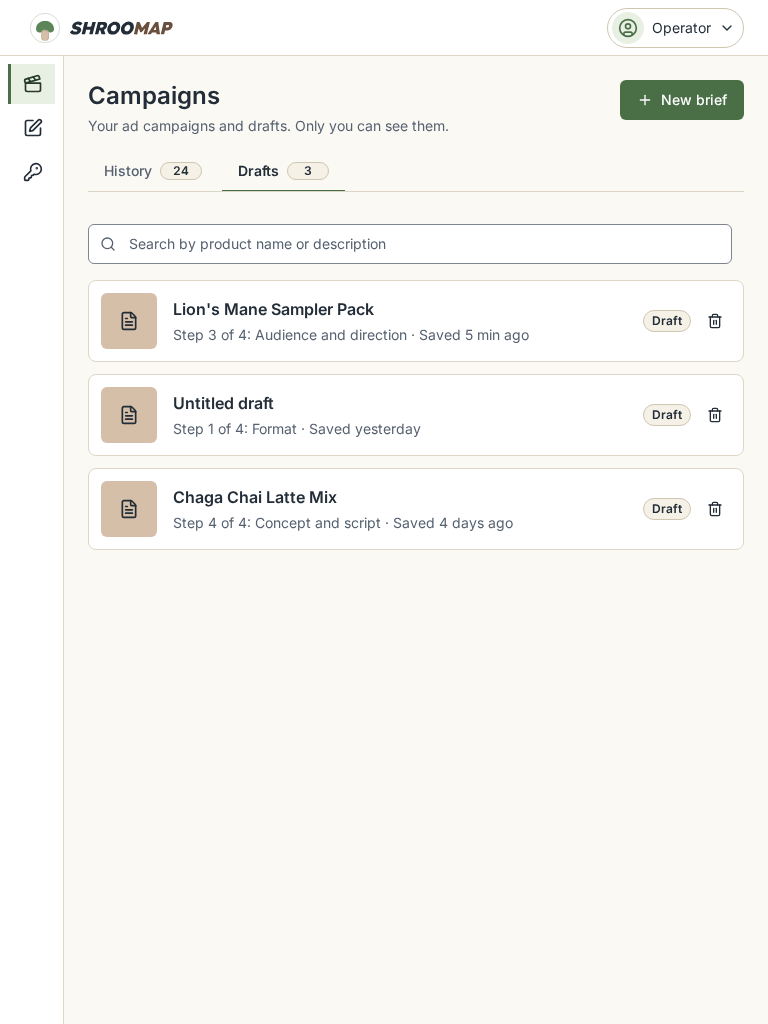 SHROOMAP
Operator
Campaigns
Your ad campaigns and drafts. Only you can see them.
New brief
History 24 Drafts 3
Search by product name or description
Lion's Mane Sampler Pack
Step 3 of 4: Audience and direction · Saved 5 min ago
Draft
Untitled draft
Step 1 of 4: Format · Saved yesterday
Draft
Chaga Chai Latte Mix
Step 4 of 4: Concept and script · Saved 4 days ago
Draft